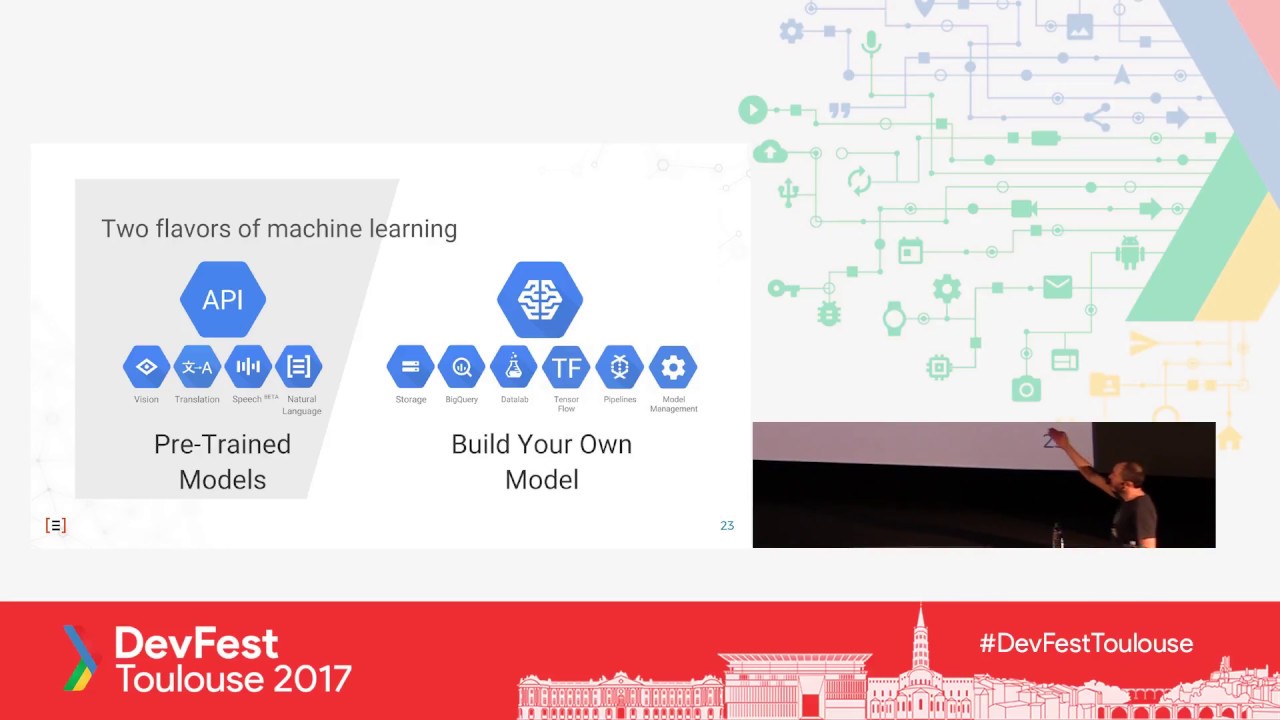 Two flavors of machine learning
API
文→A
TF
Vision
Translation
Speech BETA
Natural
Language
Storage
BigQuery
Datalab
Tensor
Flow
Pipelines
Model
Management
Pre-Trained
Models
Build Your Own
Model
23
DevFest
Toulouse 2017
#DevFestToulouse